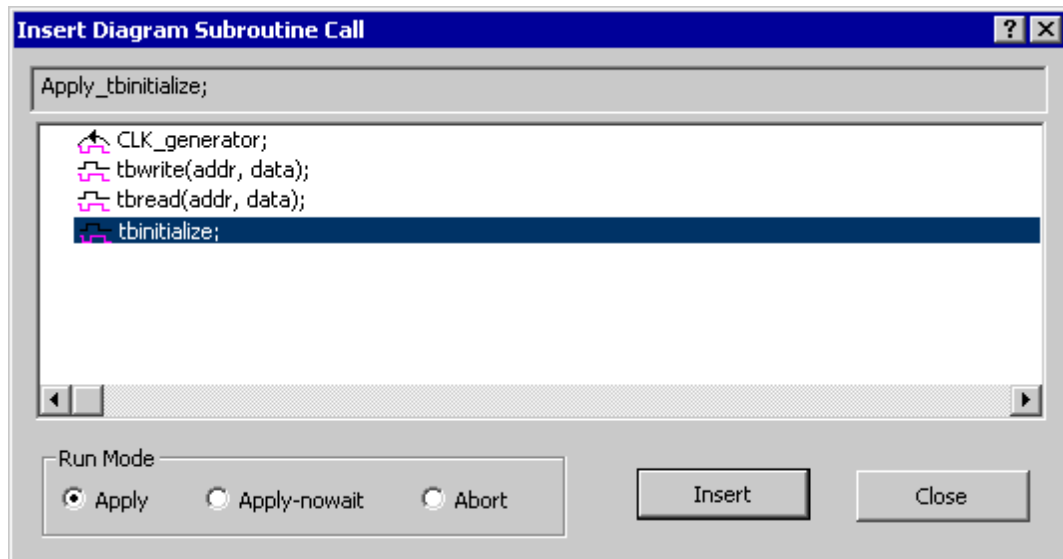 Insert Diagram Subroutine Call
Apply_tbinitialize;
CLK_generator;
tbwrite(addr, data);
tbread(addr, data);
tbinitialize;
Run Mode
Apply Apply-nowait Abort Insert Close